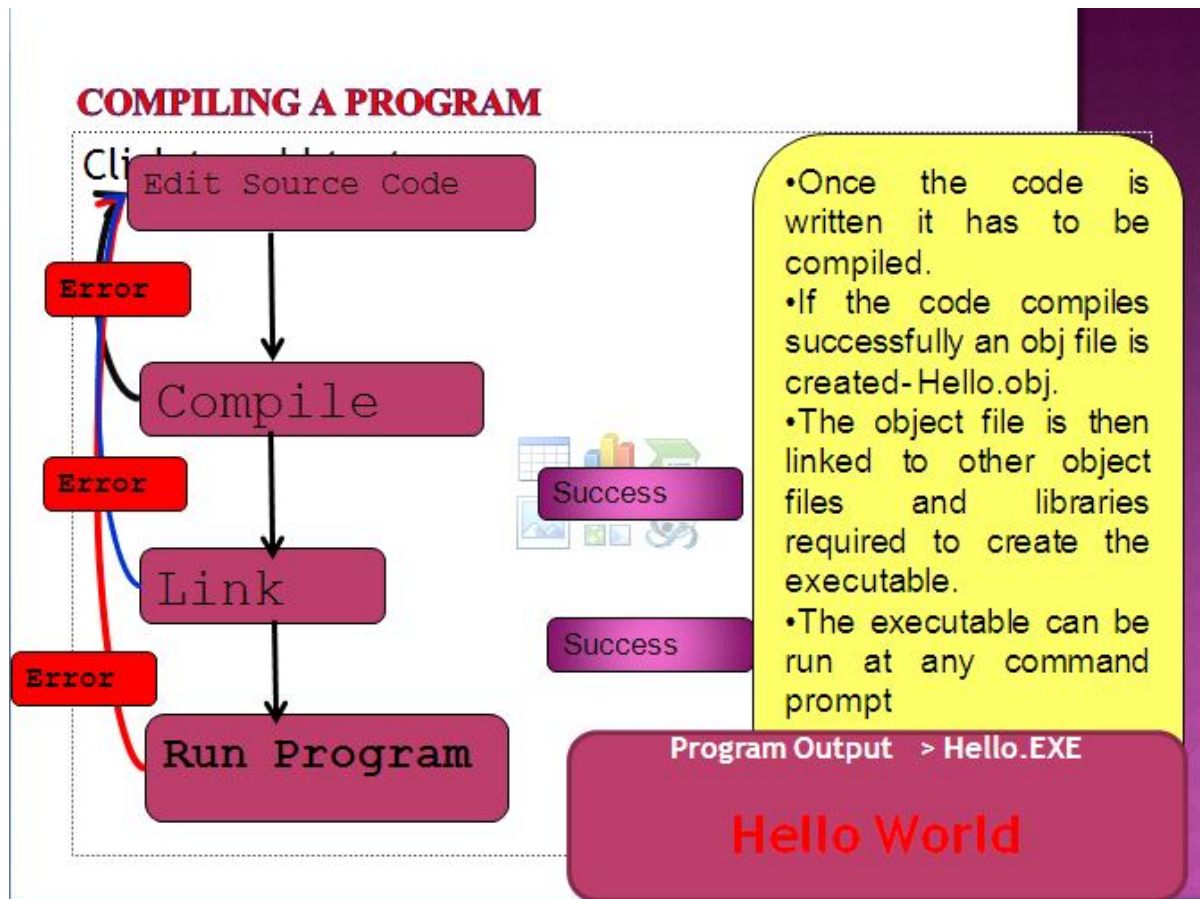 COMPILING A PROGRAM
Edit Source Code
Error
Compile
Error
Link
Error
Run Program
Success
Success
•Once the code is
written it has to be
compiled.
•If the code compiles
successfully an obj file is
created-Hello.obj.
•The object file is then
linked to other object
files and libraries
required to create the
executable.
•The executable can be
run at any command
prompt
Program Output > Hello.EXE
Hello World